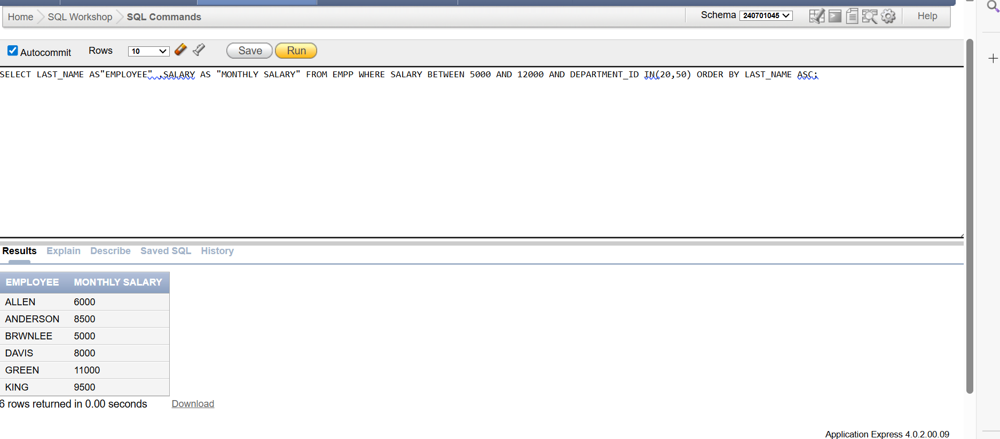 Home SQL Workshop SQL Commands Schema 240701045 Help
Autocommit Rows 10 Save Run
SELECT LAST_NAME AS"EMPLOYEE" ,SALARY AS "MONTHLY SALARY" FROM EMPP WHERE SALARY BETWEEN 5000 AND 12000 AND DEPARTMENT_ID IN(20,50) ORDER BY LAST_NAME ASC;
Results Explain Describe Saved SQL History
EMPLOYEE MONTHLY SALARY
ALLEN 6000
ANDERSON 8500
BRWNLEE 5000
DAVIS 8000
GREEN 11000
KING 9500
6 rows returned in 0.00 seconds Download
Application Express 4.0.2.00.09